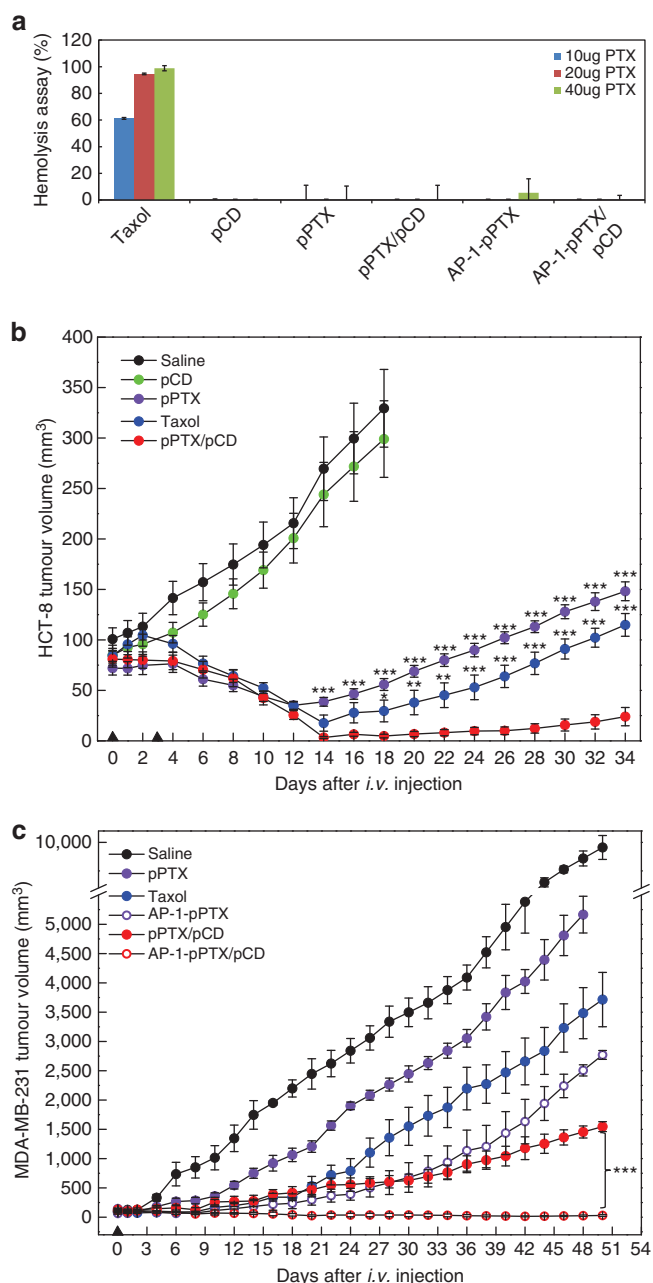 a
120
100
80
60
40
20
0
Hemolysis assay (%)
10ug PTX
20ug PTX
40ug PTX
Taxol
pCD
pPTX
pPTX/pCD
AP-1-pPTX
AP-1-pPTX/
pCD
b
400
350
300
250
200
150
100
50
0
HCT-8 tumour volume (mm³)
Saline
pCD
pPTX
Taxol
pPTX/pCD
*** *** *** *** *** *** *** *** *** *** ***
* ** ** *** *** *** *** *** ***
0 2 4 6 8 10 12 14 16 18 20 22 24 26 28 30 32 34
Days after i.v. injection
c
10,000
5,000
4,500
4,000
3,500
3,000
2,500
2,000
1,500
1,000
500
0
MDA-MB-231 tumour volume (mm³)
Saline
pPTX
Taxol
AP-1-pPTX
pPTX/pCD
AP-1-pPTX/pCD
***
0 3 6 9 12 15 18 21 24 27 30 33 36 39 42 45 48 51 54
Days after i.v. injection